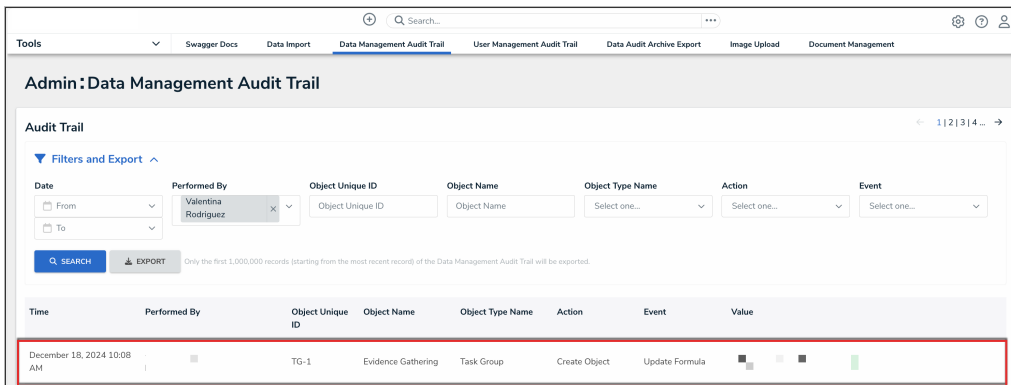 Search...
Tools
Swagger Docs
Data Import
Data Management Audit Trail
User Management Audit Trail
Data Audit Archive Export
Image Upload
Document Management
Admin:Data Management Audit Trail
Audit Trail
1 | 2 | 3 | 4 ...
Filters and Export
Date
Performed By
Object Unique ID
Object Name
Object Type Name
Action
Event
From
Valentina
Rodriguez
Object Unique ID
Object Name
Select one...
Select one...
Select one...
To
SEARCH
EXPORT
Only the first 1,000,000 records (starting from the most recent record) of the Data Management Audit Trail will be exported.
Time
Performed By
Object Unique
ID
Object Name
Object Type Name
Action
Event
Value
December 18, 2024 10:08
AM
TG-1
Evidence Gathering
Task Group
Create Object
Update Formula